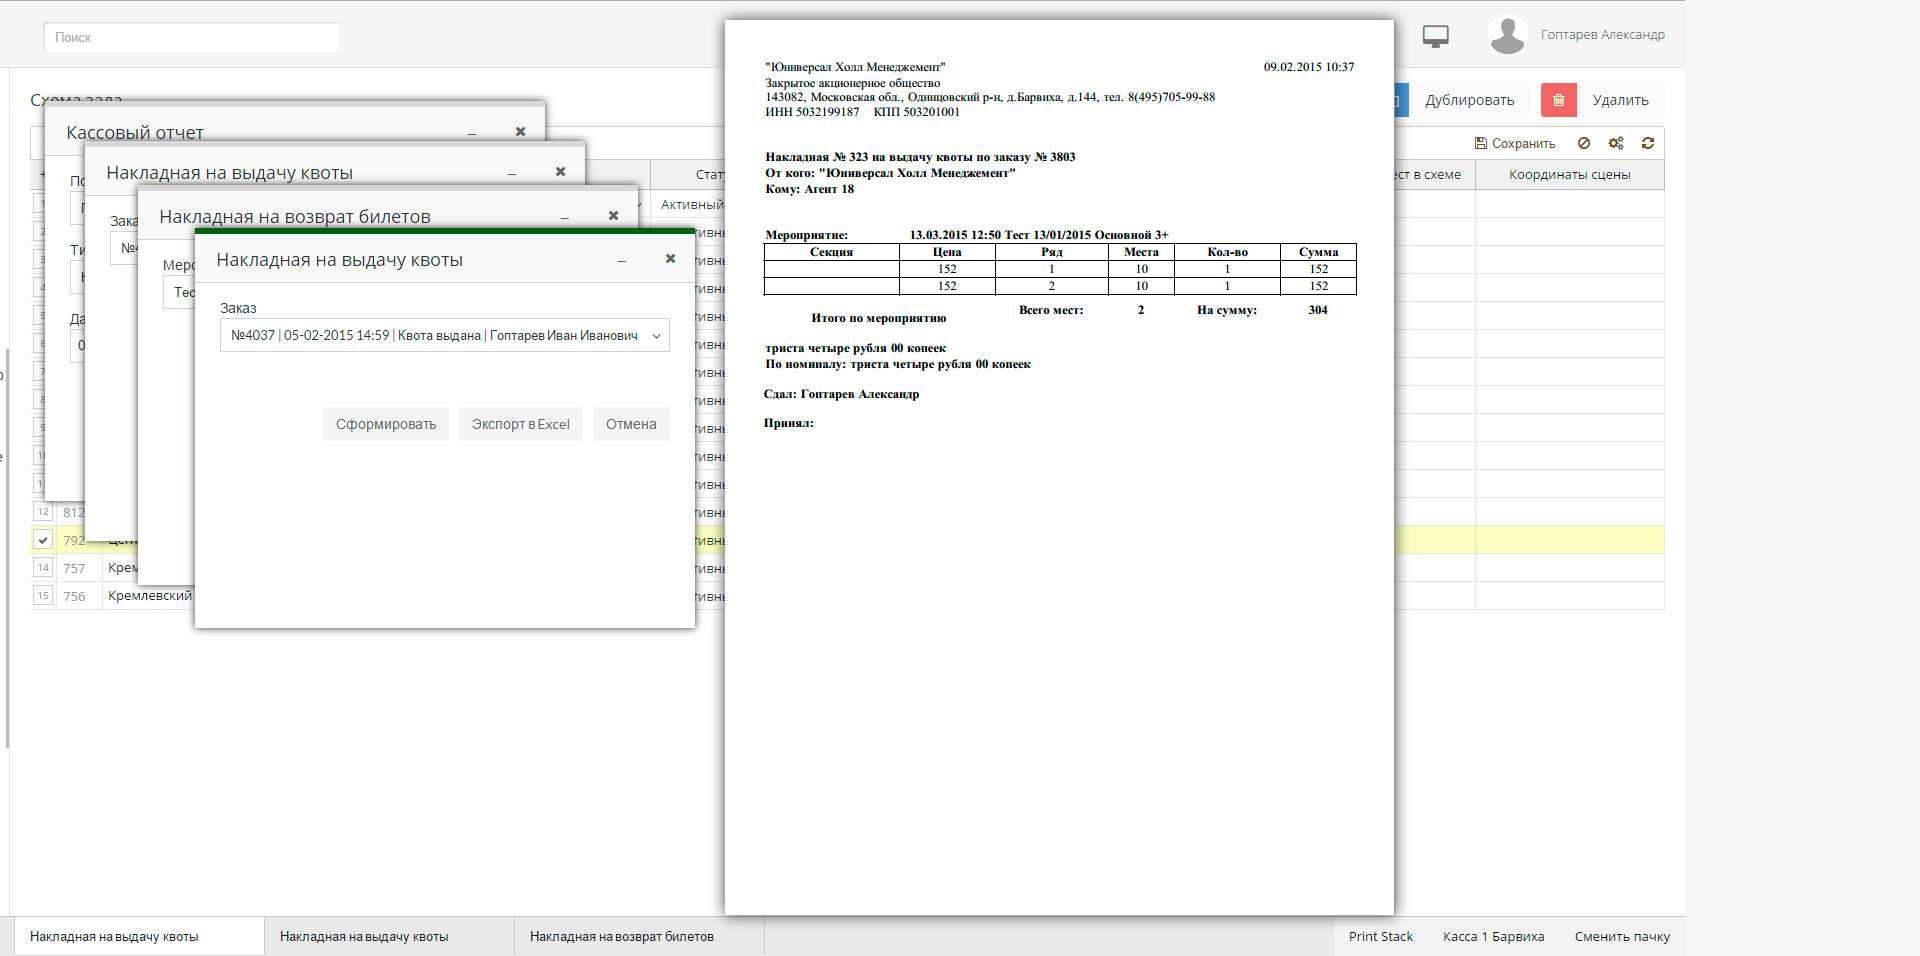 Поиск
Гоптарев Александр
Схема зала
Дублировать
Удалить
Сохранить
Координаты сцены
в схеме
Активный
12 812
792
14 757
15 756 Кремлевский
Кассовый отчет
Накладная на выдачу квоты
Накладная на возврат билетов
Накладная на выдачу квоты
Заказ
№4037 | 05-02-2015 14:59 | Квота выдана | Гоптарев Иван Иванович
Сформировать
Экспорт в Excel
Отмена
"Юниверсал Холл Менеджемент" 09.02.2015 10:37
Закрытое акционерное общество
143082, Московская обл., Одинцовский р-н, д.Барвиха, д.144, тел. 8(495)705-99-88
ИНН 5032199187 КПП 503201001
Накладная № 323 на выдачу квоты по заказу № 3803
От кого: "Юниверсал Холл Менеджемент"
Кому: Агент 18
Мероприятие: 13.03.2015 12:50 Тест 13/01/2015 Основной 3+
Секция Цена Ряд Места Кол-во Сумма
152 1 10 1 152
152 2 10 1 152
Всего мест: 2 На сумму: 304
Итого по мероприятию
триста четыре рубля 00 копеек
По номиналу: триста четыре рубля 00 копеек
Сдал: Гоптарев Александр
Принял:
Накладная на выдачу квоты
Накладная на выдачу квоты
Накладная на возврат билетов
Print Stack
Касса 1 Барвиха
Сменить пачку